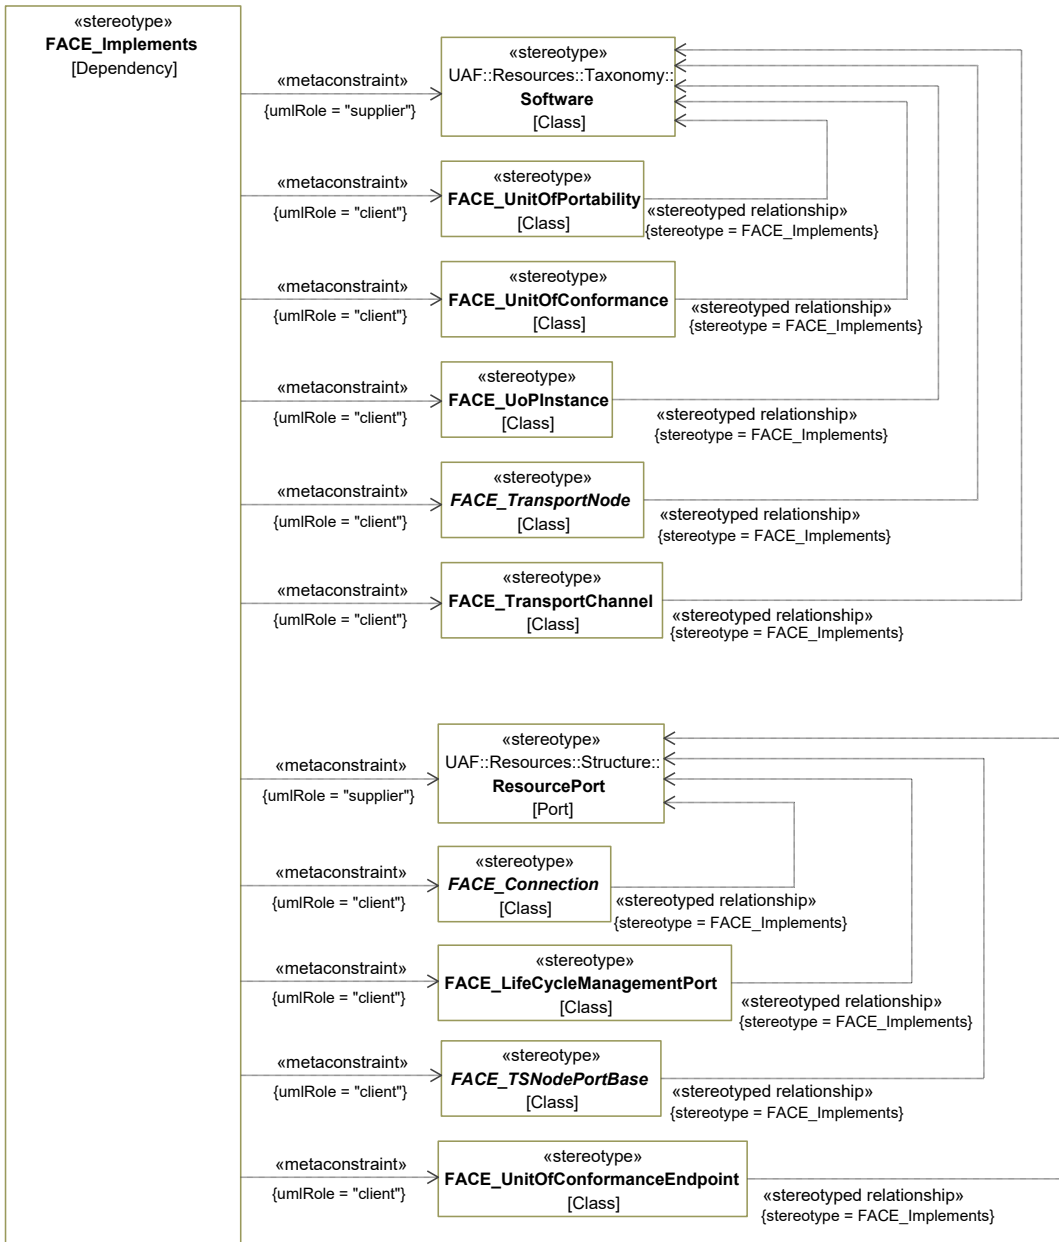 «stereotype»
FACE_Implements
[Dependency]
«metaconstraint»
{umlRole = "supplier"}
«stereotype»
UAF::Resources::Taxonomy::
Software
[Class]
«metaconstraint»
{umlRole = "client"}
«stereotype»
FACE_UnitOfPortability
[Class]
«stereotyped relationship»
{stereotype = FACE_Implements}
«metaconstraint»
{umlRole = "client"}
«stereotype»
FACE_UnitOfConformance
[Class]
«stereotyped relationship»
{stereotype = FACE_Implements}
«metaconstraint»
{umlRole = "client"}
«stereotype»
FACE_UoPInstance
[Class]
«stereotyped relationship»
{stereotype = FACE_Implements}
«metaconstraint»
{umlRole = "client"}
«stereotype»
FACE_TransportNode
[Class]
«stereotyped relationship»
{stereotype = FACE_Implements}
«metaconstraint»
{umlRole = "client"}
«stereotype»
FACE_TransportChannel
[Class]
«stereotyped relationship»
{stereotype = FACE_Implements}
«metaconstraint»
{umlRole = "supplier"}
«stereotype»
UAF::Resources::Structure::
ResourcePort
[Port]
«metaconstraint»
{umlRole = "client"}
«stereotype»
FACE_Connection
[Class]
«stereotyped relationship»
{stereotype = FACE_Implements}
«metaconstraint»
{umlRole = "client"}
«stereotype»
FACE_LifeCycleManagementPort
[Class]
«stereotyped relationship»
{stereotype = FACE_Implements}
«metaconstraint»
{umlRole = "client"}
«stereotype»
FACE_TSNodePortBase
[Class]
«stereotyped relationship»
{stereotype = FACE_Implements}
«metaconstraint»
{umlRole = "client"}
«stereotype»
FACE_UnitOfConformanceEndpoint
[Class]
«stereotyped relationship»
{stereotype = FACE_Implements}